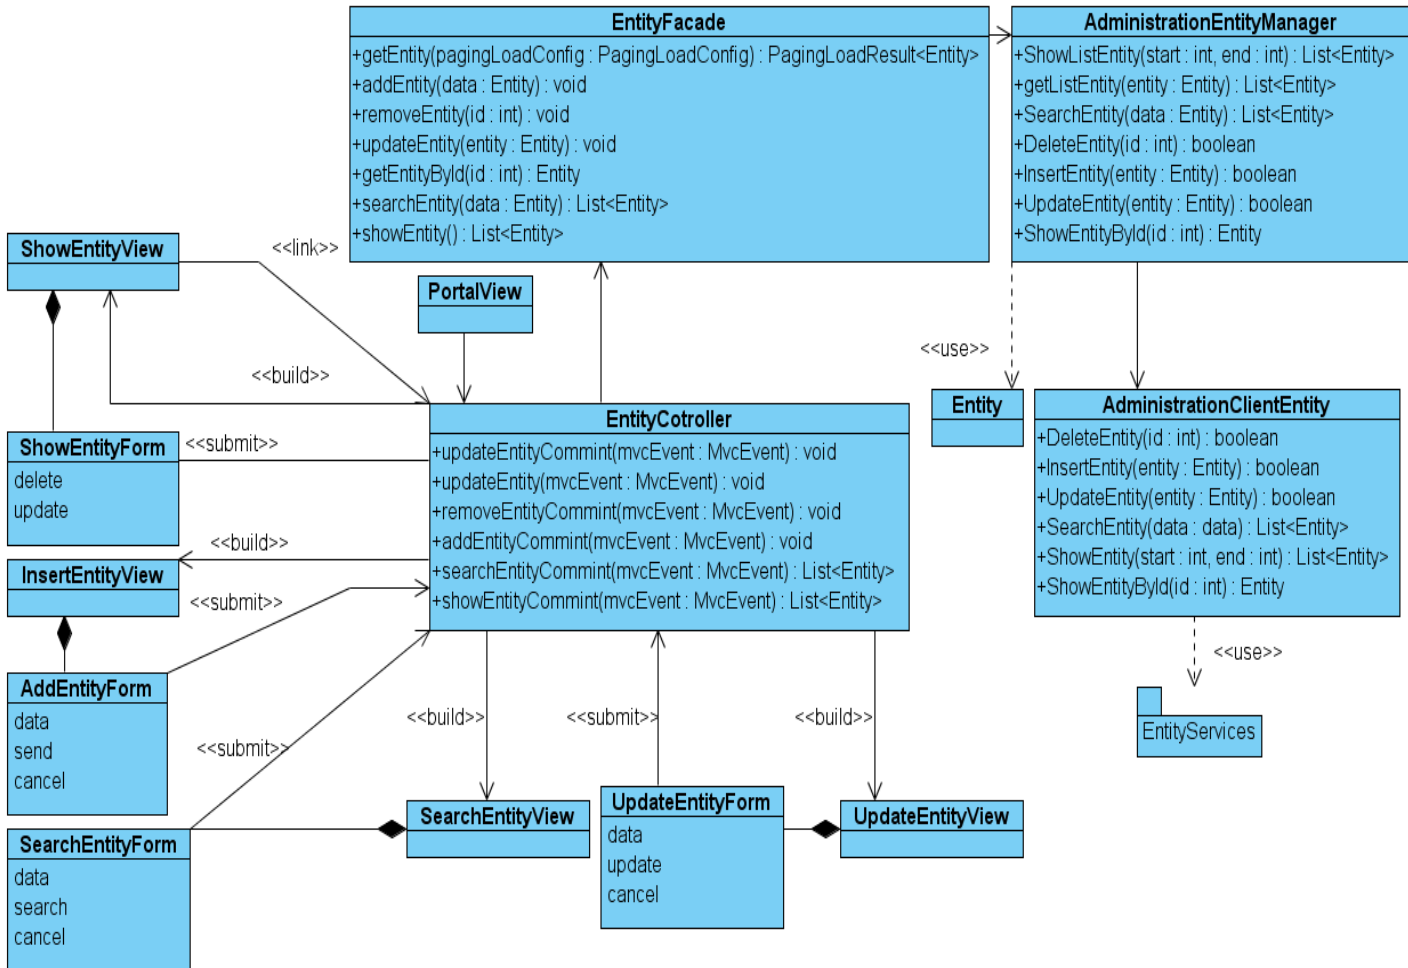 EntityFacade
+getEntity(pagingLoadConfig : PagingLoadConfig) : PagingLoadResult<Entity>
+addEntity(data : Entity) : void
+removeEntity(id : int) : void
+updateEntity(entity : Entity) : void
+getEntityById(id : int) : Entity
+searchEntity(data : Entity) : List<Entity>
+showEntity() : List<Entity>
AdministrationEntityManager
+ShowListEntity(start : int, end : int) : List<Entity>
+getListEntity(entity : Entity) : List<Entity>
+SearchEntity(data : Entity) : List<Entity>
+DeleteEntity(id : int) : boolean
+InsertEntity(entity : Entity) : boolean
+UpdateEntity(entity : Entity) : boolean
+ShowEntityById(id : int) : Entity
ShowEntityView
<<link>>
PortalView
<<build>>
<<use>>
Entity
AdministrationClientEntity
+DeleteEntity(id : int) : boolean
+InsertEntity(entity : Entity) : boolean
+UpdateEntity(entity : Entity) : boolean
+SearchEntity(data : data) : List<Entity>
+ShowEntity(start : int, end : int) : List<Entity>
+ShowEntityById(id : int) : Entity
EntityCotroller
+updateEntityCommint(mvcEvent : MvcEvent) : void
+updateEntity(mvcEvent : MvcEvent) : void
+removeEntityCommint(mvcEvent : MvcEvent) : void
+addEntityCommint(mvcEvent : MvcEvent) : void
+searchEntityCommint(mvcEvent : MvcEvent) : List<Entity>
+showEntityCommint(mvcEvent : MvcEvent) : List<Entity>
ShowEntityForm
delete
update
<<submit>>
<<build>>
InsertEntityView
<<submit>>
AddEntityForm
data
send
cancel
<<use>>
EntityServices
<<build>>
<<submit>>
<<build>>
<<submit>>
SearchEntityView
UpdateEntityForm
data
update
cancel
UpdateEntityView
SearchEntityForm
data
search
cancel